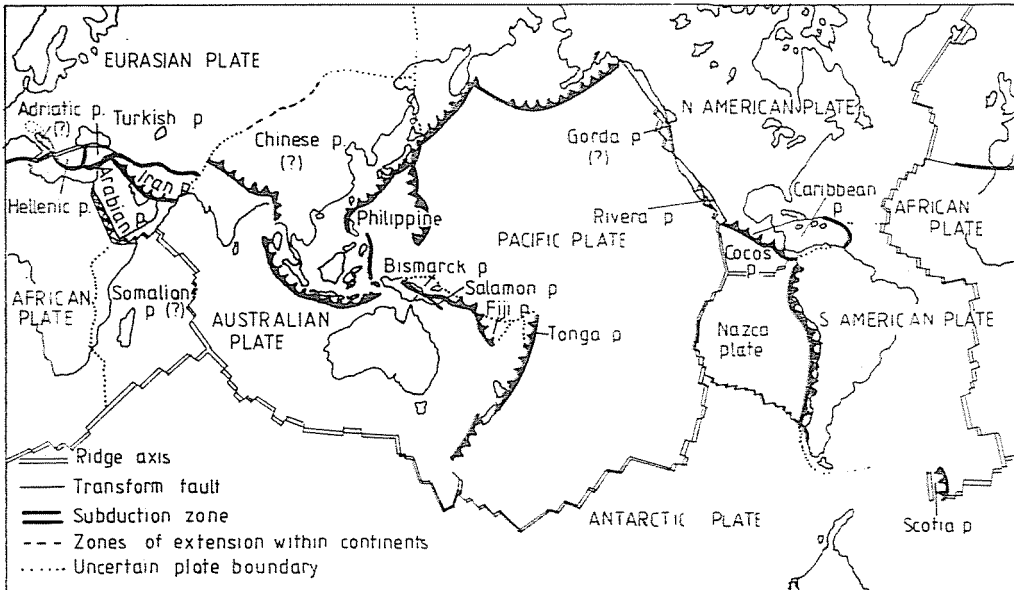 EURASIAN PLATE
Adriatic p.
(?)
Turkish p
Chinese p.
(?)
Iran p
Arabian
p
Hellenic p.
Philippine
Gorda p
(?)
N AMERICAN PLATE
Caribbean
p
Rivera p
AFRICAN
PLATE
PACIFIC PLATE
Cocos
p
Bismarck p
Salamon p
Fiji p
Tonga p
AFRICAN
PLATE
Somalion
p (?)
AUSTRALIAN
PLATE
Nazca
plate
S AMERICAN PLATE
ANTARCTIC PLATE
Scotia p
Ridge axis
Transform fault
Subduction zone
Zones of extension within continents
Uncertain plate boundary